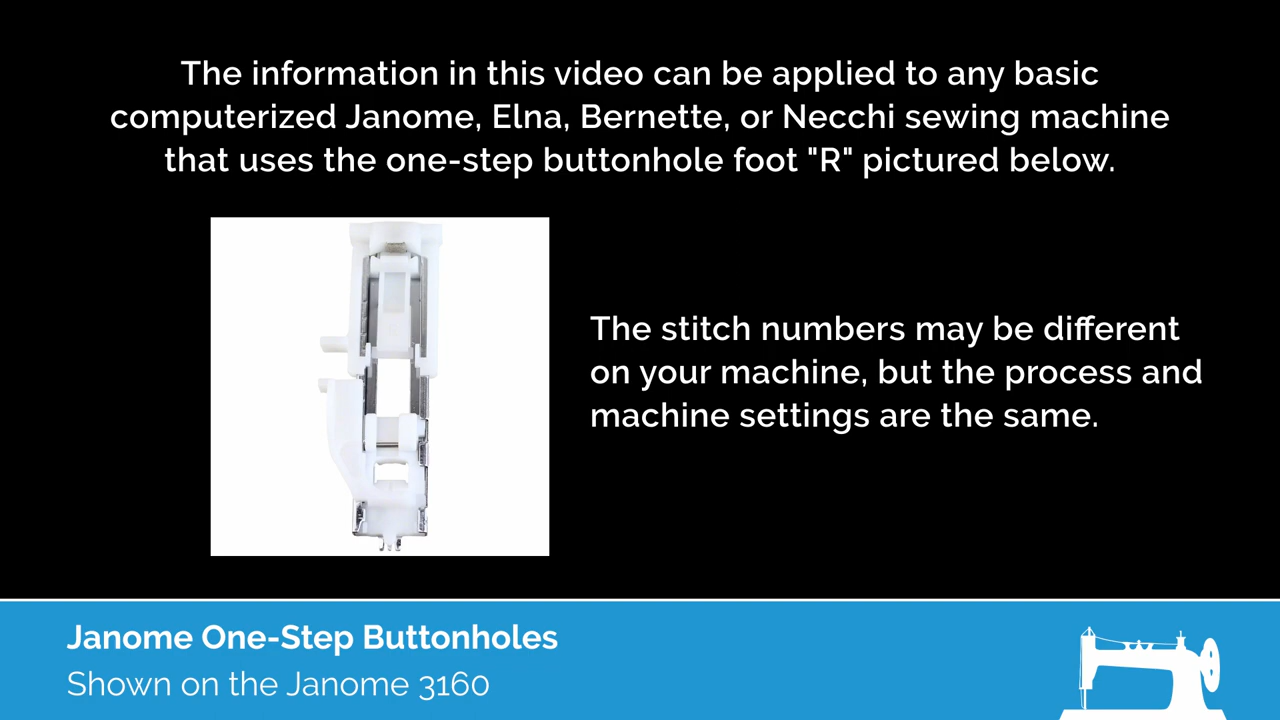 The information in this video can be applied to any basic
computerized Janome, Elna, Bernette, or Necchi sewing machine
that uses the one-step buttonhole foot "R" pictured below.
The stitch numbers may be different
on your machine, but the process and
machine settings are the same.
Janome One-Step Buttonholes
Shown on the Janome 3160